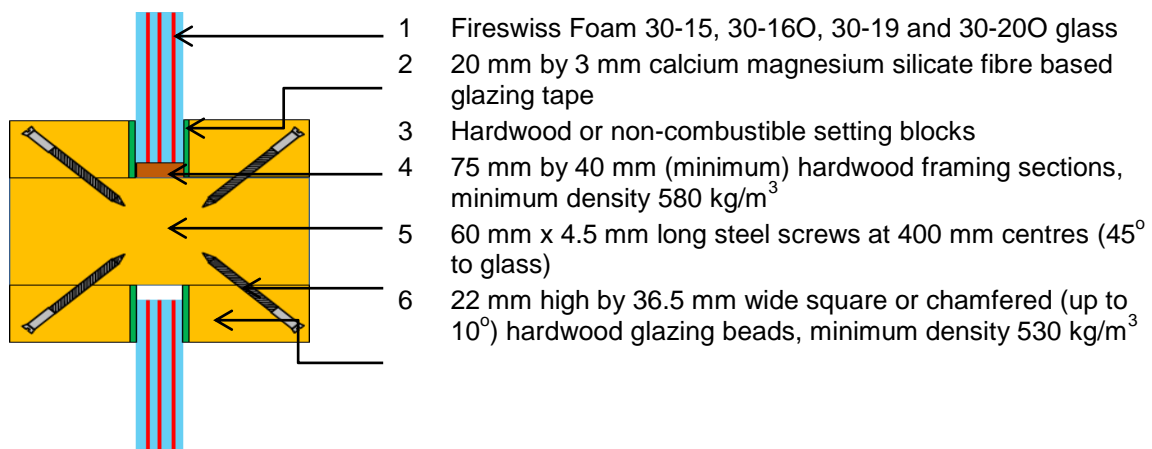 1 Fireswiss Foam 30-15, 30-16O, 30-19 and 30-20O glass
2 20 mm by 3 mm calcium magnesium silicate fibre based
glazing tape
3 Hardwood or non-combustible setting blocks
4 75 mm by 40 mm (minimum) hardwood framing sections,
minimum density 580 kg/m³
5 60 mm x 4.5 mm long steel screws at 400 mm centres (45°
to glass)
6 22 mm high by 36.5 mm wide square or chamfered (up to
10°) hardwood glazing beads, minimum density 530 kg/m³